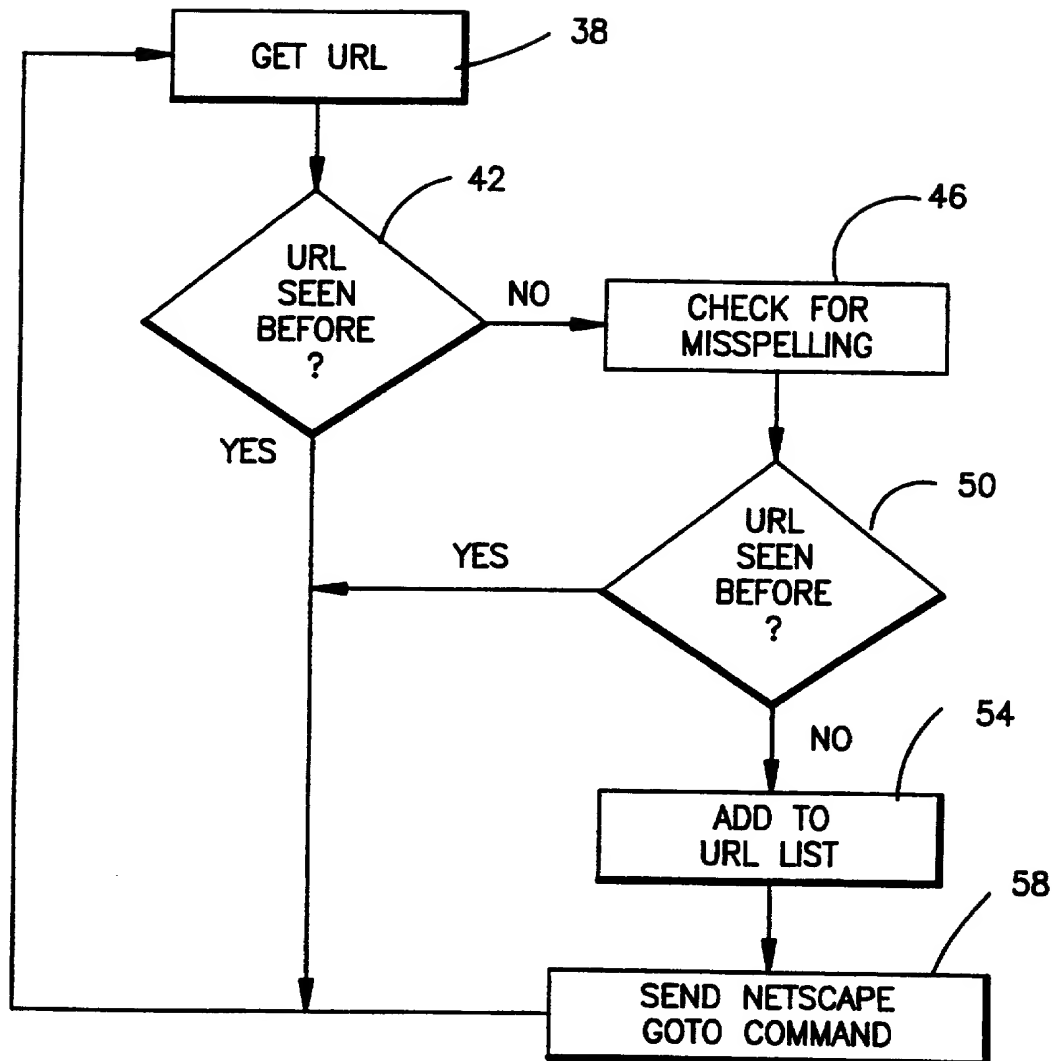 GET URL
38
42
URL
SEEN
BEFORE
?
NO
46
CHECK FOR
MISSPELLING
YES
50
URL
SEEN
BEFORE
?
YES
NO
54
ADD TO
URL LIST
58
SEND NETSCAPE
GOTO COMMAND